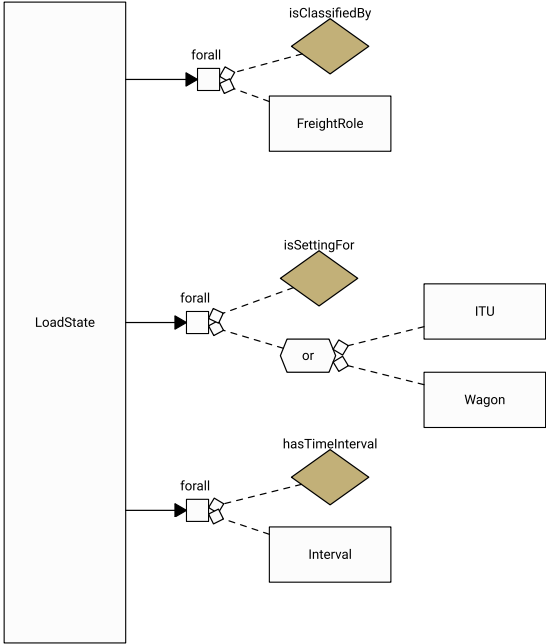 isClassifiedBy
forall
FreightRole
isSettingFor
forall
ITU
LoadState
or
Wagon
hasTimeInterval
forall
Interval